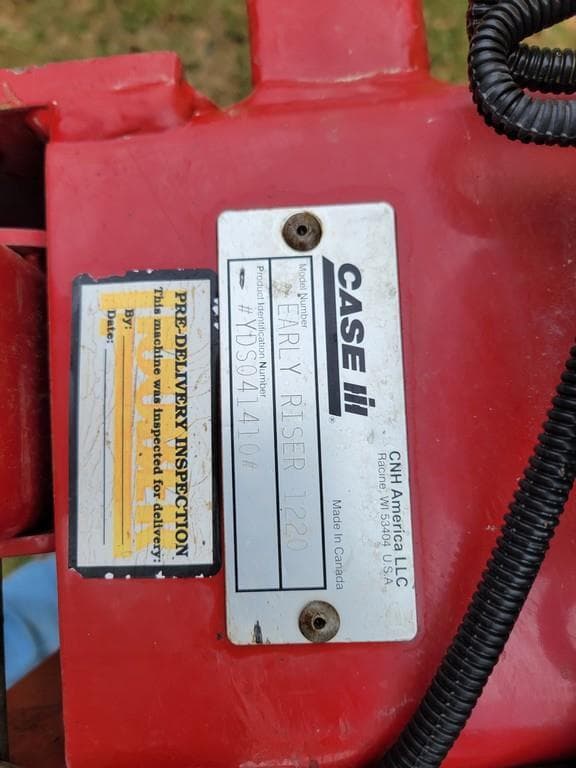 CASE IH
®
CNH America LLC
Racine, WI 53404 U.S.A.
Made In Canada
Model Number
EARLY RISER 1220
Product Identification Number
#YDS041410#
PRE-DELIVERY INSPECTION
This machine was inspected for delivery:
By:
Date: